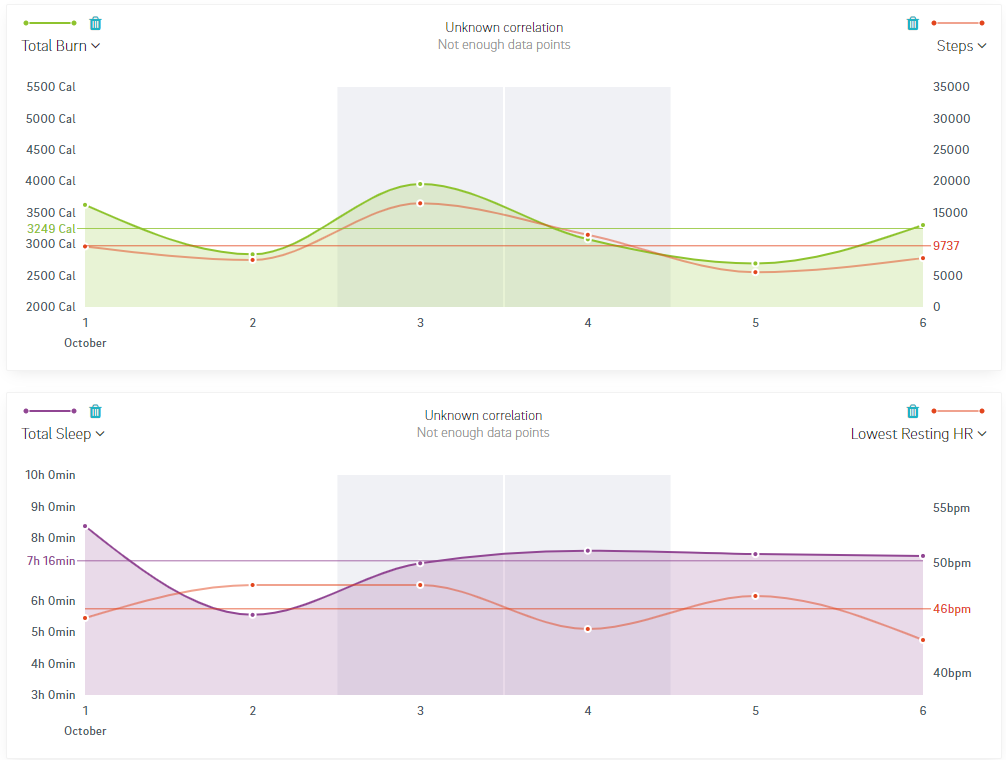 Unknown correlation
Not enough data points
Total Burn
Steps
5500 Cal
5000 Cal
4500 Cal
4000 Cal
3500 Cal
3249 Cal
3000 Cal
2500 Cal
2000 Cal
35000
30000
25000
20000
15000
9737
5000
0
1 2 3 4 5 6
October
Unknown correlation
Not enough data points
Total Sleep
Lowest Resting HR
10h 0min
9h 0min
8h 0min
7h 16min
6h 0min
5h 0min
4h 0min
3h 0min
55bpm
50bpm
46bpm
40bpm
1 2 3 4 5 6
October